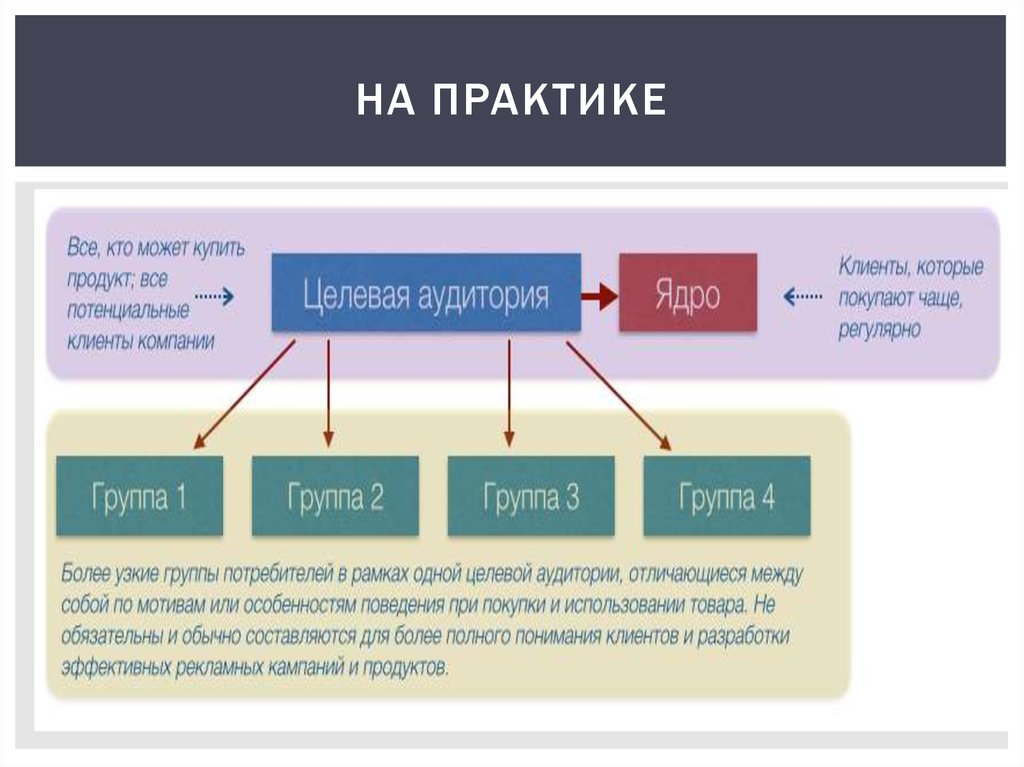 НА ПРАКТИКЕ
Все, кто может купить
продукт; все
потенциальные
клиенты компании
Целевая аудитория
Ядро
Клиенты, которые
покупают чаще,
регулярно
Группа 1
Группа 2
Группа 3
Группа 4
Более узкие группы потребителей в рамках одной целевой аудитории, отличающиеся между
собой по мотивам или особенностям поведения при покупки и использовании товара. Не
обязательны и обычно составляются для более полного понимания клиентов и разработки
эффективных рекламных кампаний и продуктов.